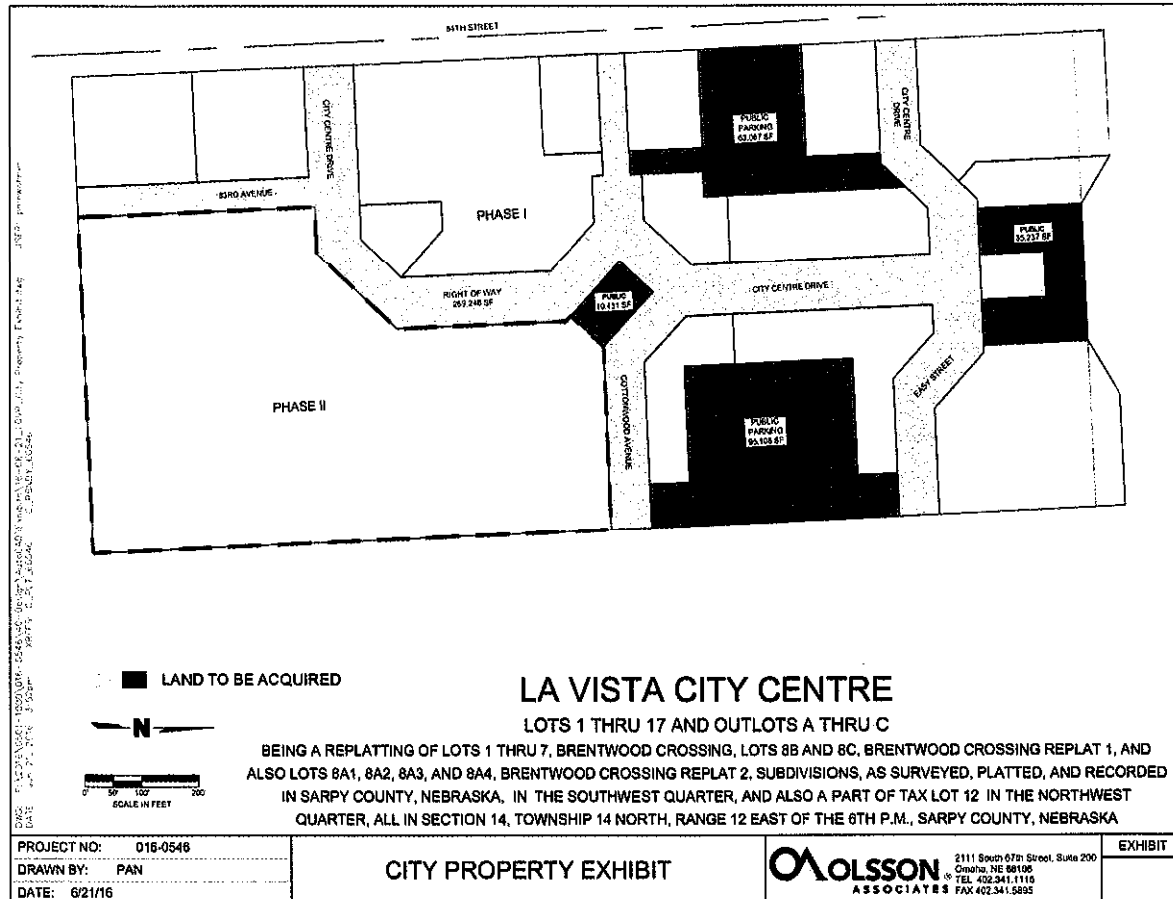 84TH STREET
CITY CENTRE DRIVE
83RD AVENUE
PHASE I
PUBLIC
PARKING
63,067 SF
CITY CENTRE
DRIVE
PUBLIC
35,237 SF
RIGHT OF WAY
269,248 SF
PUBLIC
10,431 SF
CITY CENTRE DRIVE
PHASE II
COTTONWOOD AVENUE
PUBLIC
PARKING
95,108 SF
EASY STREET
LAND TO BE ACQUIRED
N
0' 50' 100' 200'
SCALE IN FEET
LA VISTA CITY CENTRE
LOTS 1 THRU 17 AND OUTLOTS A THRU C
BEING A REPLATTING OF LOTS 1 THRU 7, BRENTWOOD CROSSING, LOTS 8B AND 8C, BRENTWOOD CROSSING REPLAT 1, AND
ALSO LOTS 8A1, 8A2, 8A3, AND 8A4, BRENTWOOD CROSSING REPLAT 2, SUBDIVISIONS, AS SURVEYED, PLATTED, AND RECORDED
IN SARPY COUNTY, NEBRASKA, IN THE SOUTHWEST QUARTER, AND ALSO A PART OF TAX LOT 12 IN THE NORTHWEST
QUARTER, ALL IN SECTION 14, TOWNSHIP 14 NORTH, RANGE 12 EAST OF THE 6TH P.M., SARPY COUNTY, NEBRASKA
DWG:
DATE:
USER:
PROJECT NO: 016-0546
DRAWN BY: PAN
DATE: 6/21/16
CITY PROPERTY EXHIBIT
OLSSON
ASSOCIATES
2111 South 67th Street, Suite 200
Omaha, NE 68106
TEL 402.341.1116
FAX 402.341.5895
EXHIBIT